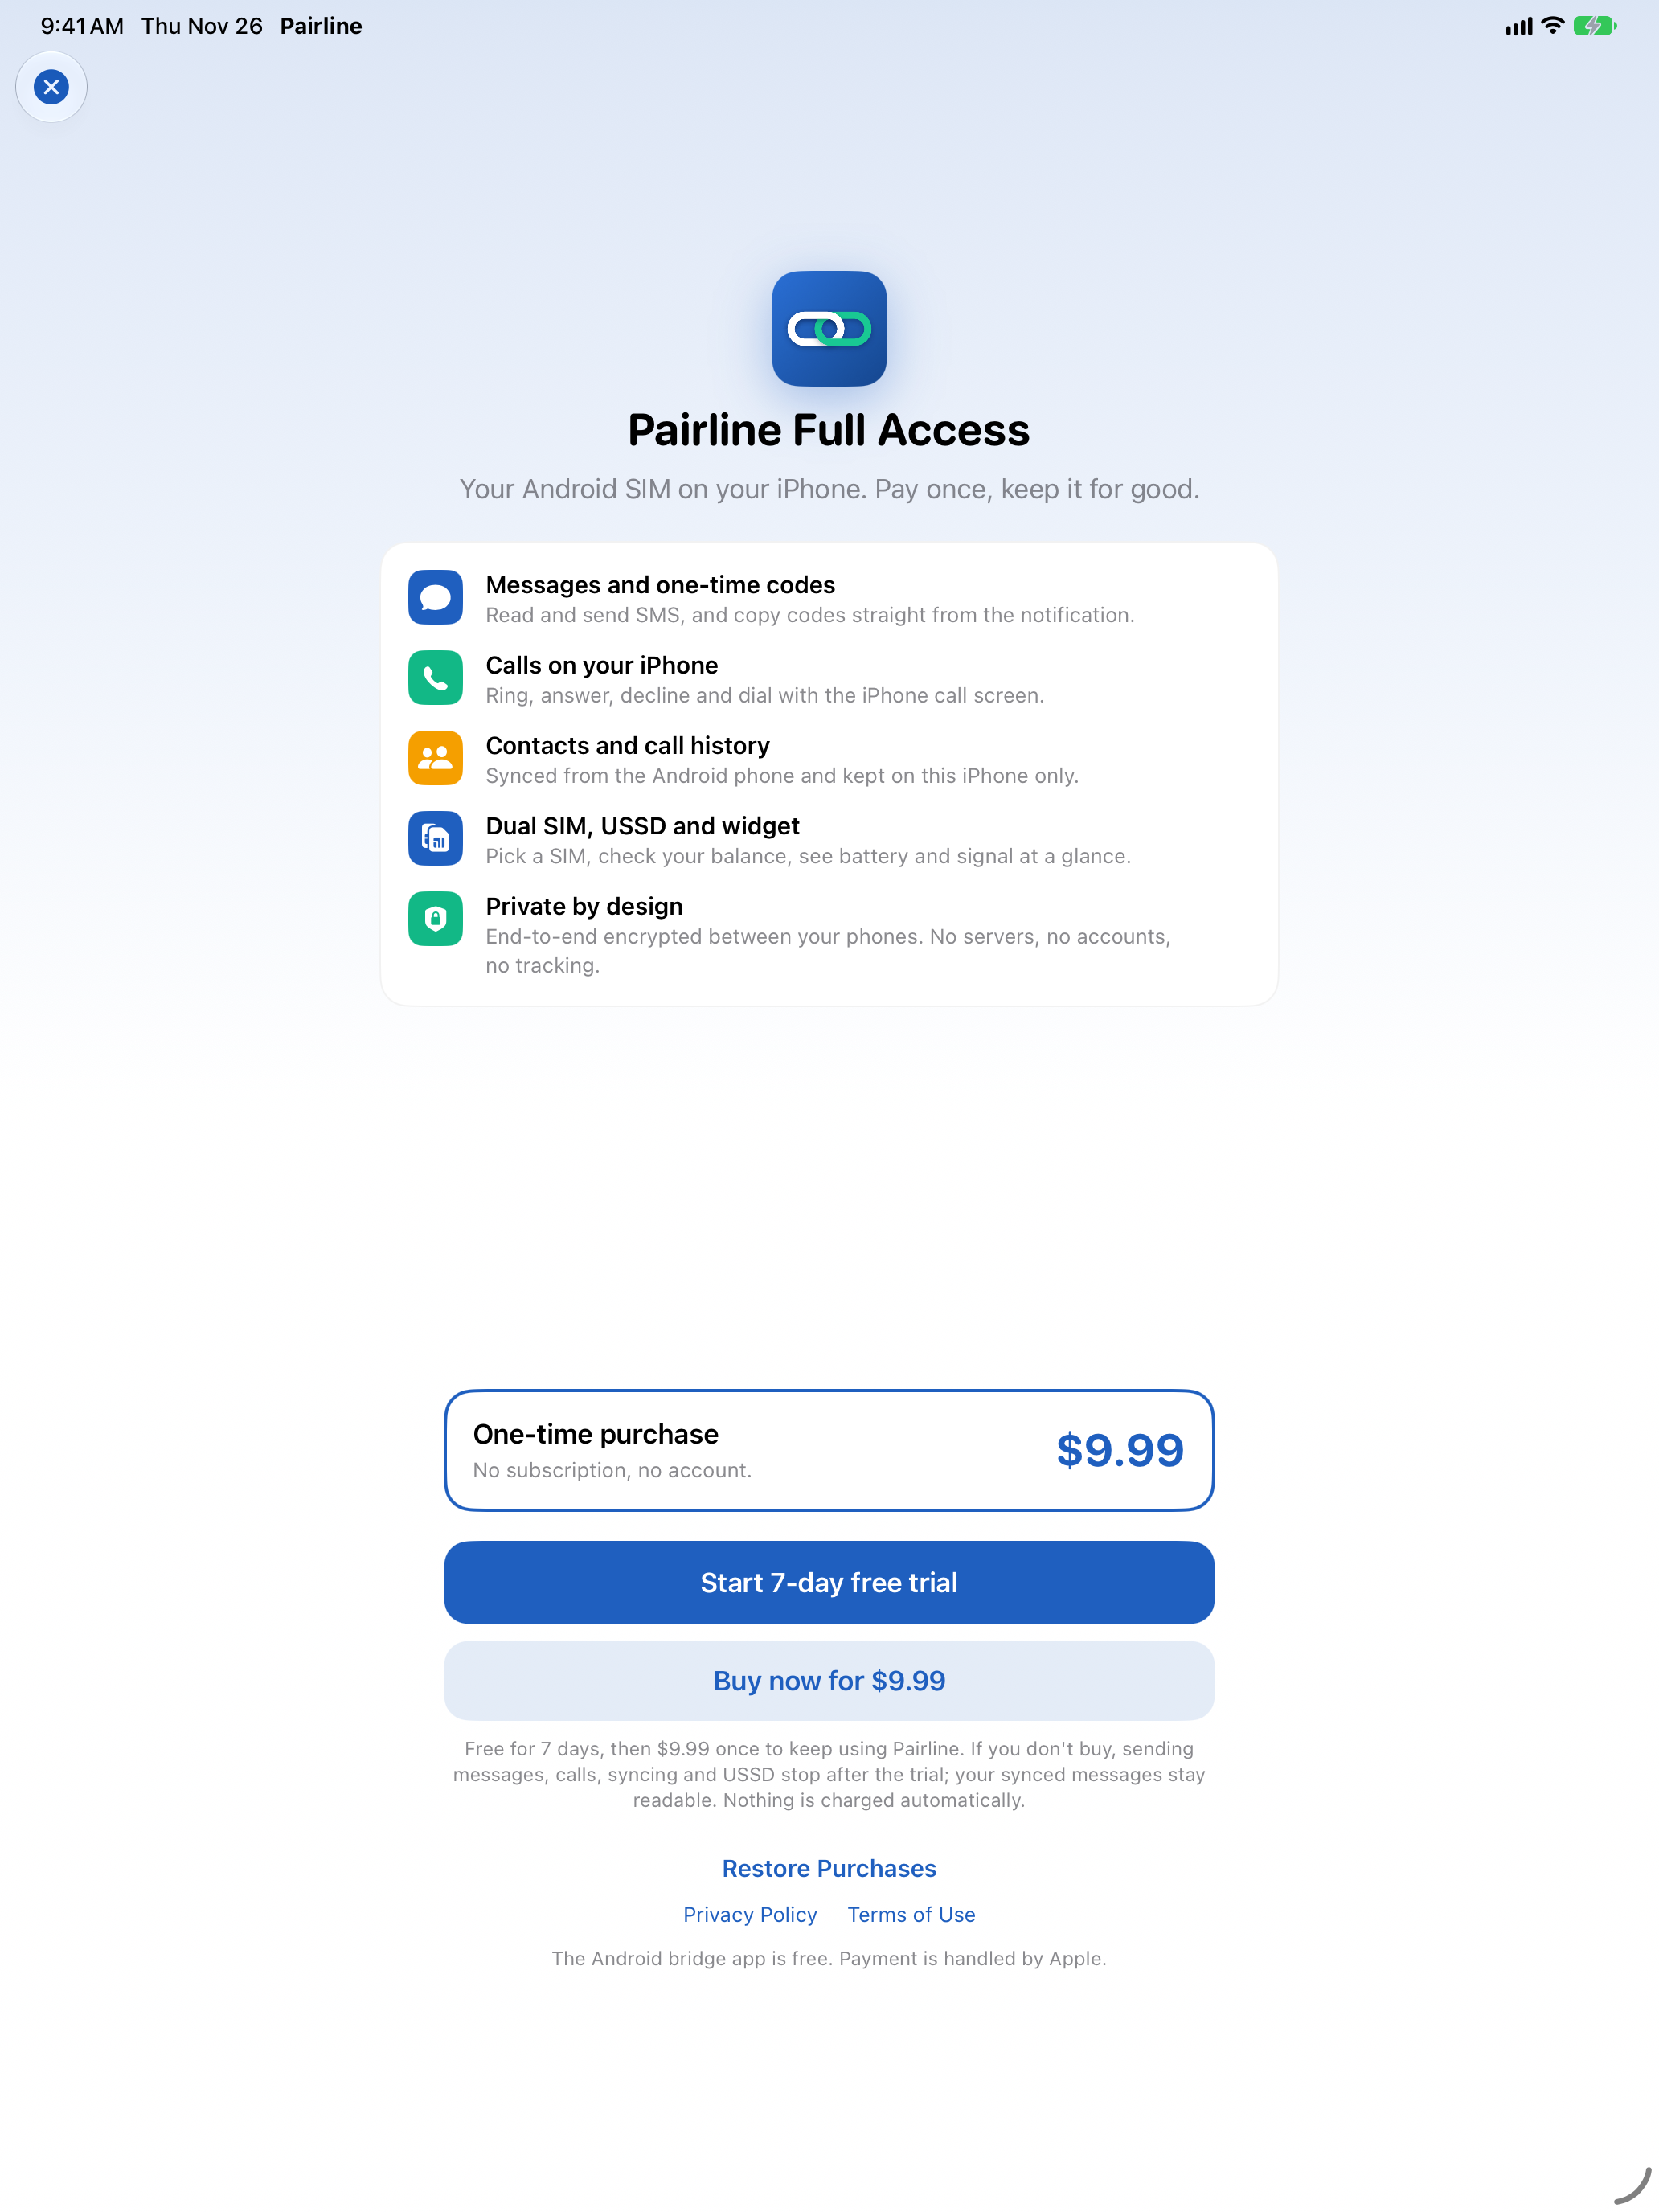 9:41 AM Thu Nov 26 Pairline
Pairline Full Access
Your Android SIM on your iPhone. Pay once, keep it for good.
Messages and one-time codes
Read and send SMS, and copy codes straight from the notification.
Calls on your iPhone
Ring, answer, decline and dial with the iPhone call screen.
Contacts and call history
Synced from the Android phone and kept on this iPhone only.
Dual SIM, USSD and widget
Pick a SIM, check your balance, see battery and signal at a glance.
Private by design
End-to-end encrypted between your phones. No servers, no accounts,
no tracking.
One-time purchase
No subscription, no account.
$9.99
Start 7-day free trial
Buy now for $9.99
Free for 7 days, then $9.99 once to keep using Pairline. If you don't buy, sending
messages, calls, syncing and USSD stop after the trial; your synced messages stay
readable. Nothing is charged automatically.
Restore Purchases
Privacy Policy Terms of Use
The Android bridge app is free. Payment is handled by Apple.